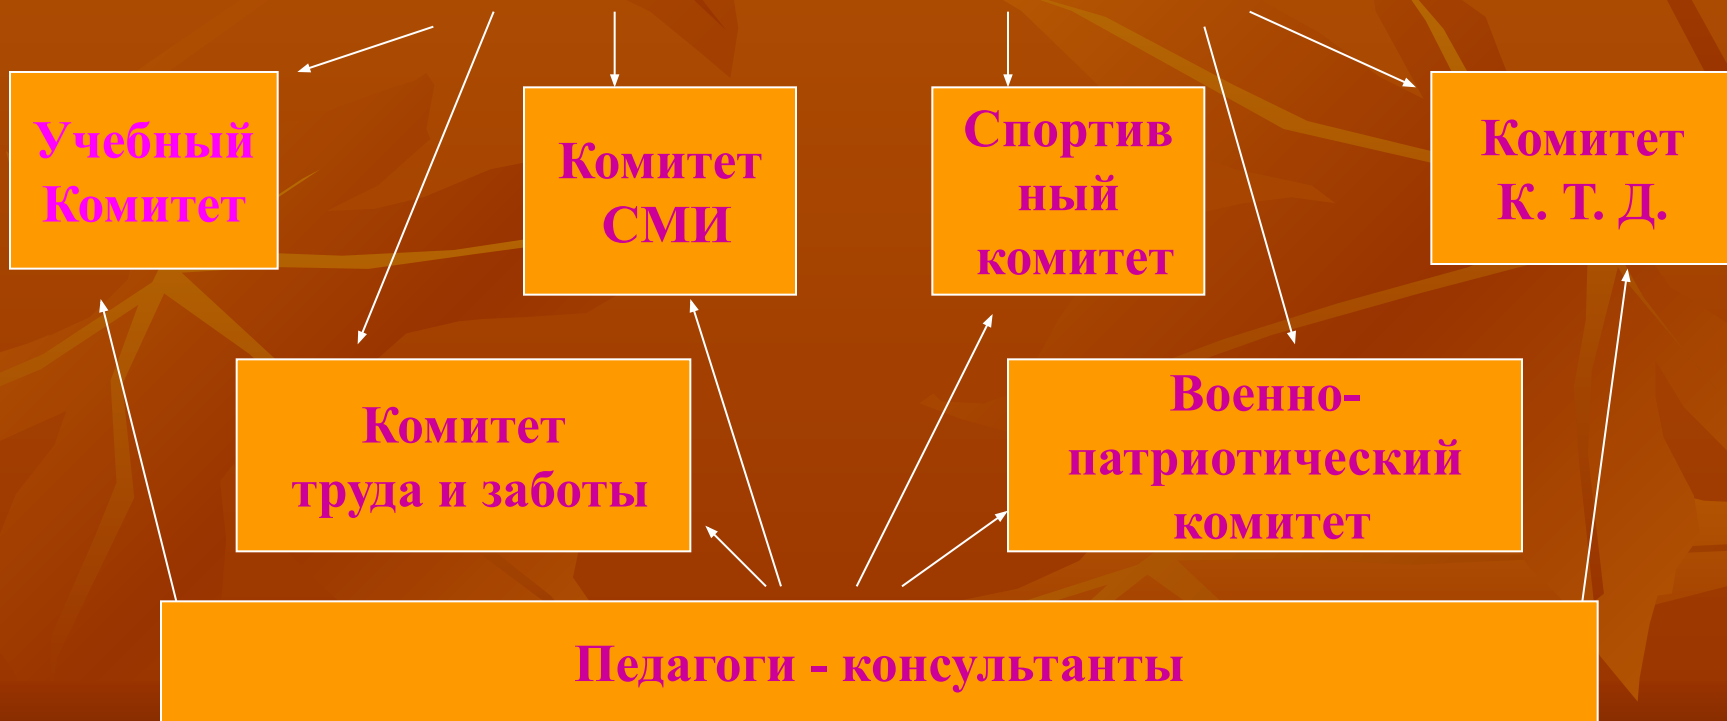 Учебный
Комитет
Комитет
СМИ
Спортив
ный
комитет
Комитет
К. Т. Д.
Комитет
труда и заботы
Военно-
патриотический
комитет
Педагоги - консультанты